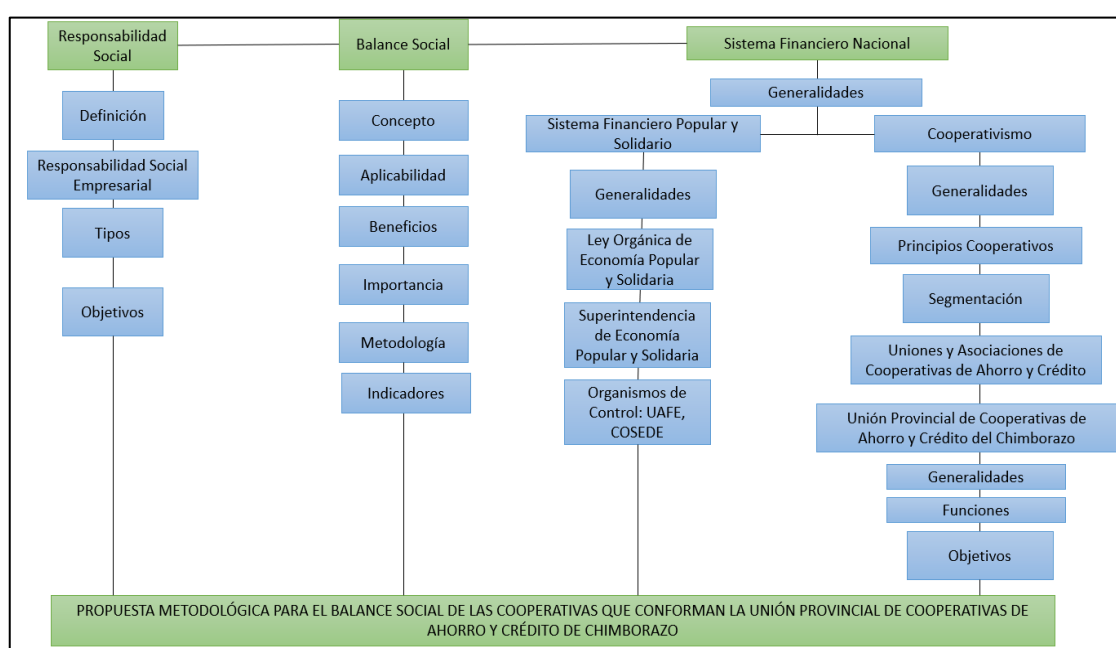 Responsabilidad
Social
Balance Social
Sistema Financiero Nacional
Definición
Responsabilidad Social
Empresarial
Tipos
Objetivos
Concepto
Aplicabilidad
Beneficios
Importancia
Metodología
Indicadores
Generalidades
Sistema Financiero Popular y
Solidario
Generalidades
Ley Orgánica de
Economía Popular
y Solidaria
Superintendencia
de Economía
Popular y Solidaria
Organismos de
Control: UAFE,
COSEDE
Cooperativismo
Generalidades
Principios Cooperativos
Segmentación
Uniones y Asociaciones de
Cooperativas de Ahorro y Crédito
Unión Provincial de Cooperativas de
Ahorro y Crédito del Chimborazo
Generalidades
Funciones
Objetivos
PROPUESTA METODOLÓGICA PARA EL BALANCE SOCIAL DE LAS COOPERATIVAS QUE CONFORMAN LA UNIÓN PROVINCIAL DE COOPERATIVAS DE
AHORRO Y CRÉDITO DE CHIMBORAZO